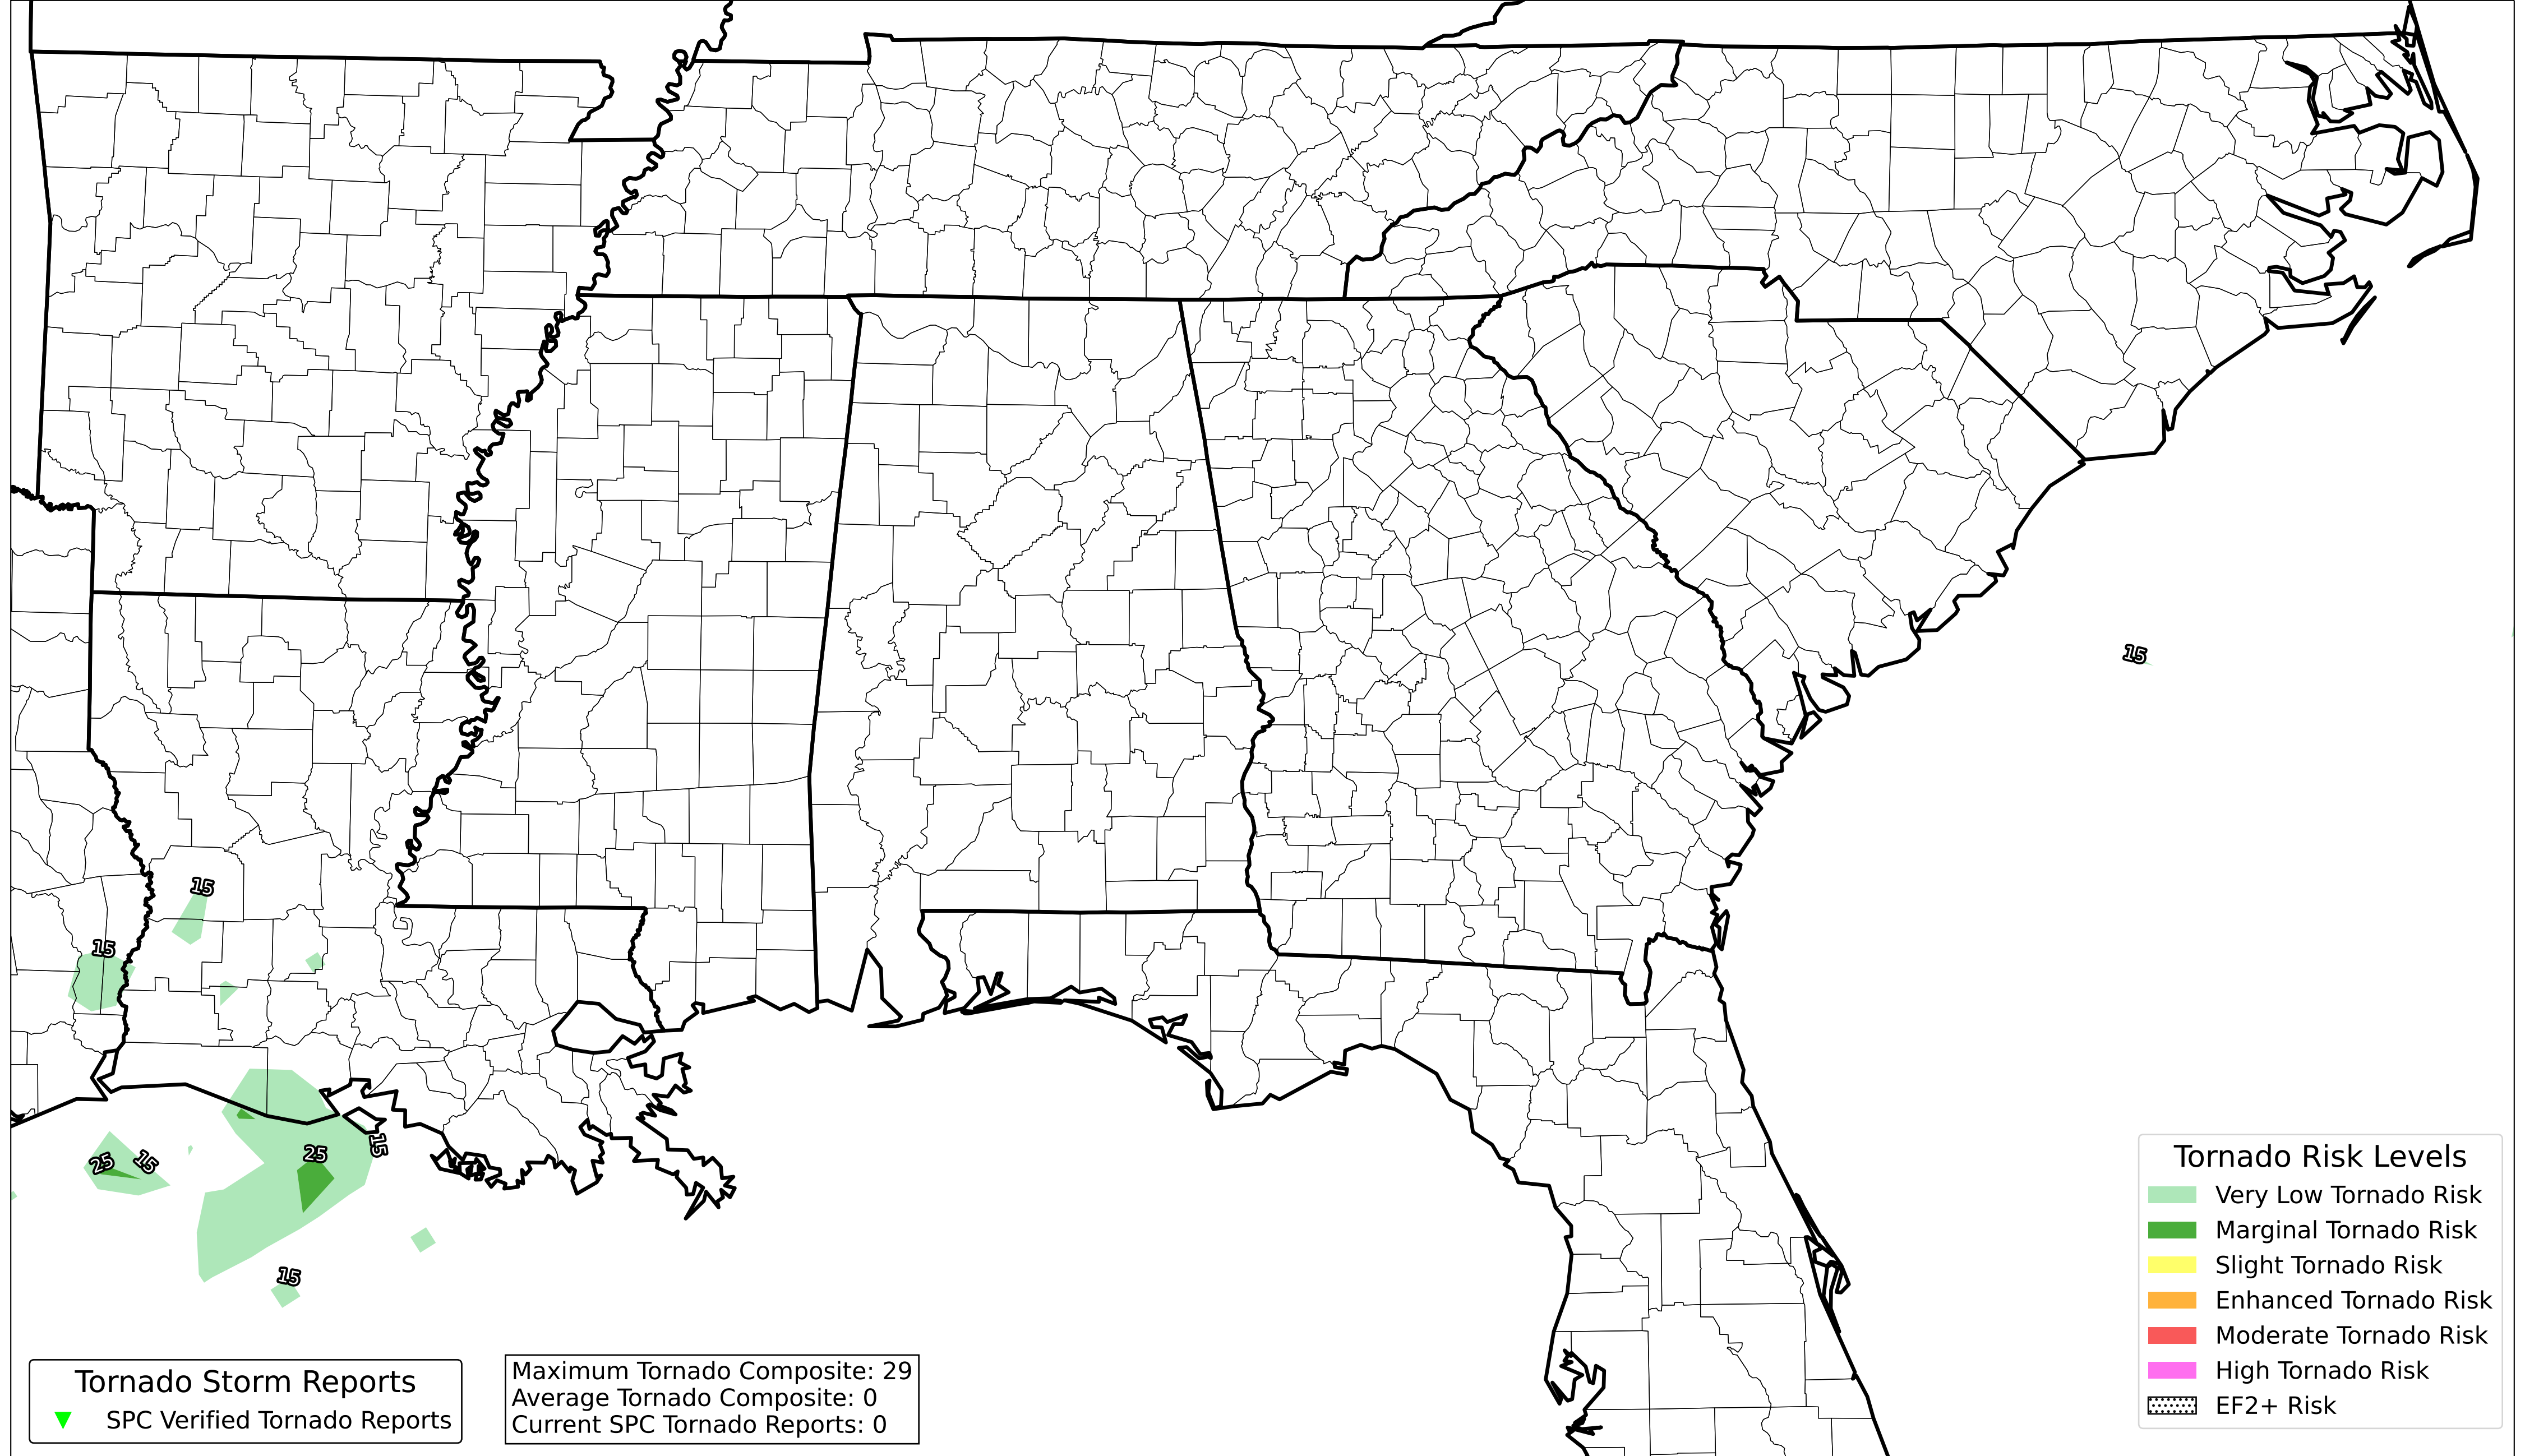 15
15
15
25
15
15
25
15
Tornado Risk Levels
Very Low Tornado Risk
Marginal Tornado Risk
Slight Tornado Risk
Enhanced Tornado Risk
Moderate Tornado Risk
High Tornado Risk
EF2+ Risk
Tornado Storm Reports
SPC Verified Tornado Reports
Maximum Tornado Composite: 29
Average Tornado Composite: 0
Current SPC Tornado Reports: 0